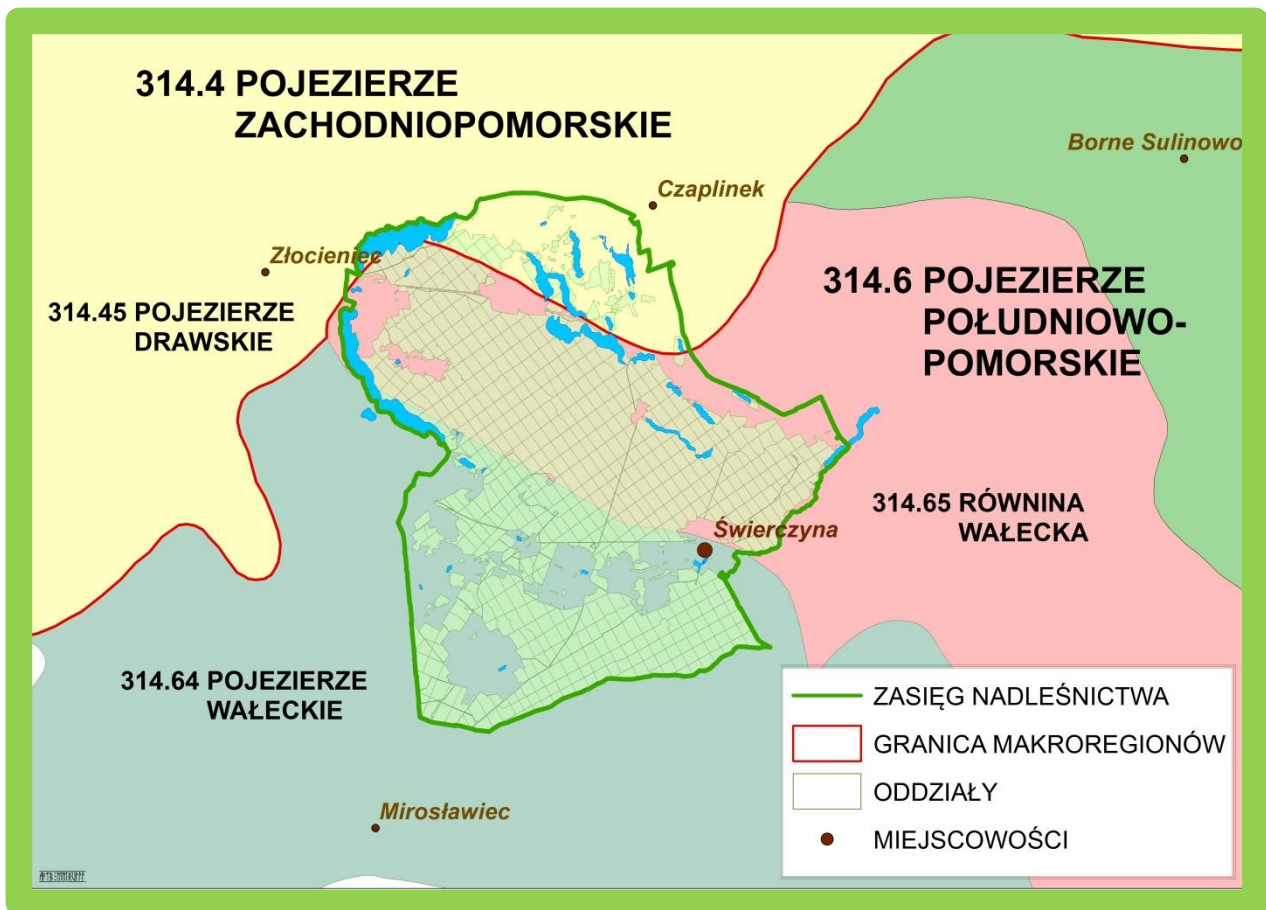 314.4 POJEZIERZE
ZACHODNIOPOMORSKIE
Borne Sulinowo
Czaplinek
Złocieniec
314.6 POJEZIERZE
POŁUDNIOWO-
POMORSKIE
314.45 POJEZIERZE
DRAWSKIE
314.65 RÓWNINA
WAŁECKA
Świerczyna
314.64 POJEZIERZE
WAŁECKIE
ZASIĘG NADLEŚNICTWA
GRANICA MAKROREGIONÓW
ODDZIAŁY
MIEJSCOWOŚCI
Mirosławiec